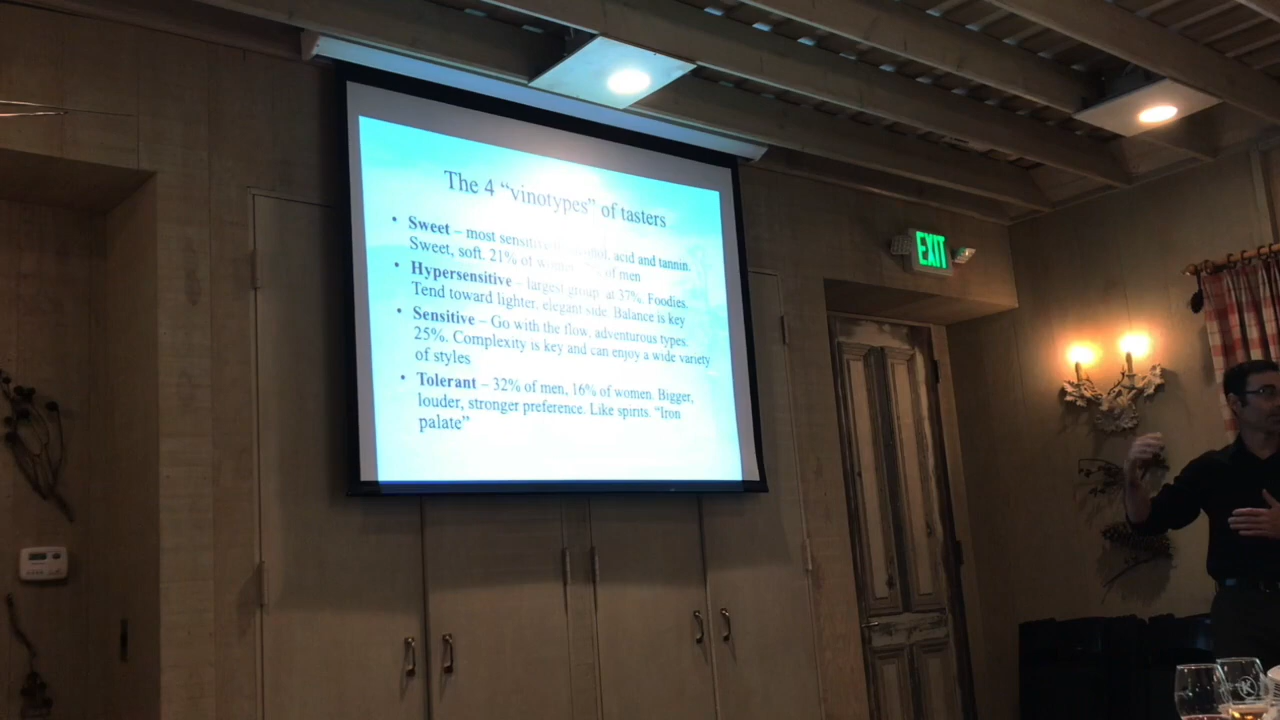 The 4 "vinotypes" of tasters
• Sweet – most sensitive acid and tannin.
Sweet, soft. 21% of women of men
• Hypersensitive – largest group at 37%. Foodies.
Tend toward lighter, elegant side. Balance is key
• Sensitive – Go with the flow, adventurous types.
25%. Complexity is key and can enjoy a wide variety
of styles
• Tolerant – 32% of men, 16% of women. Bigger,
louder, stronger preference. Like spirits. "Iron
palate"
EXIT
K